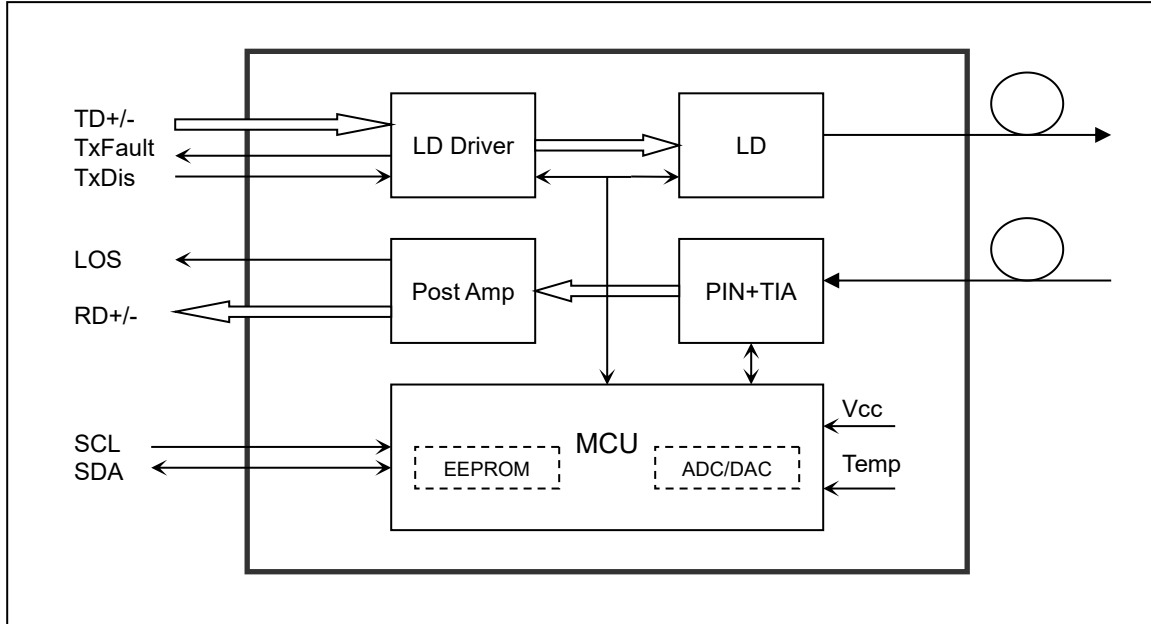 TD+/-
TxFault
TxDis
LD Driver
LD
LOS
RD+/-
Post Amp
PIN+TIA
SCL
SDA
MCU
EEPROM
ADC/DAC
Vcc
Temp